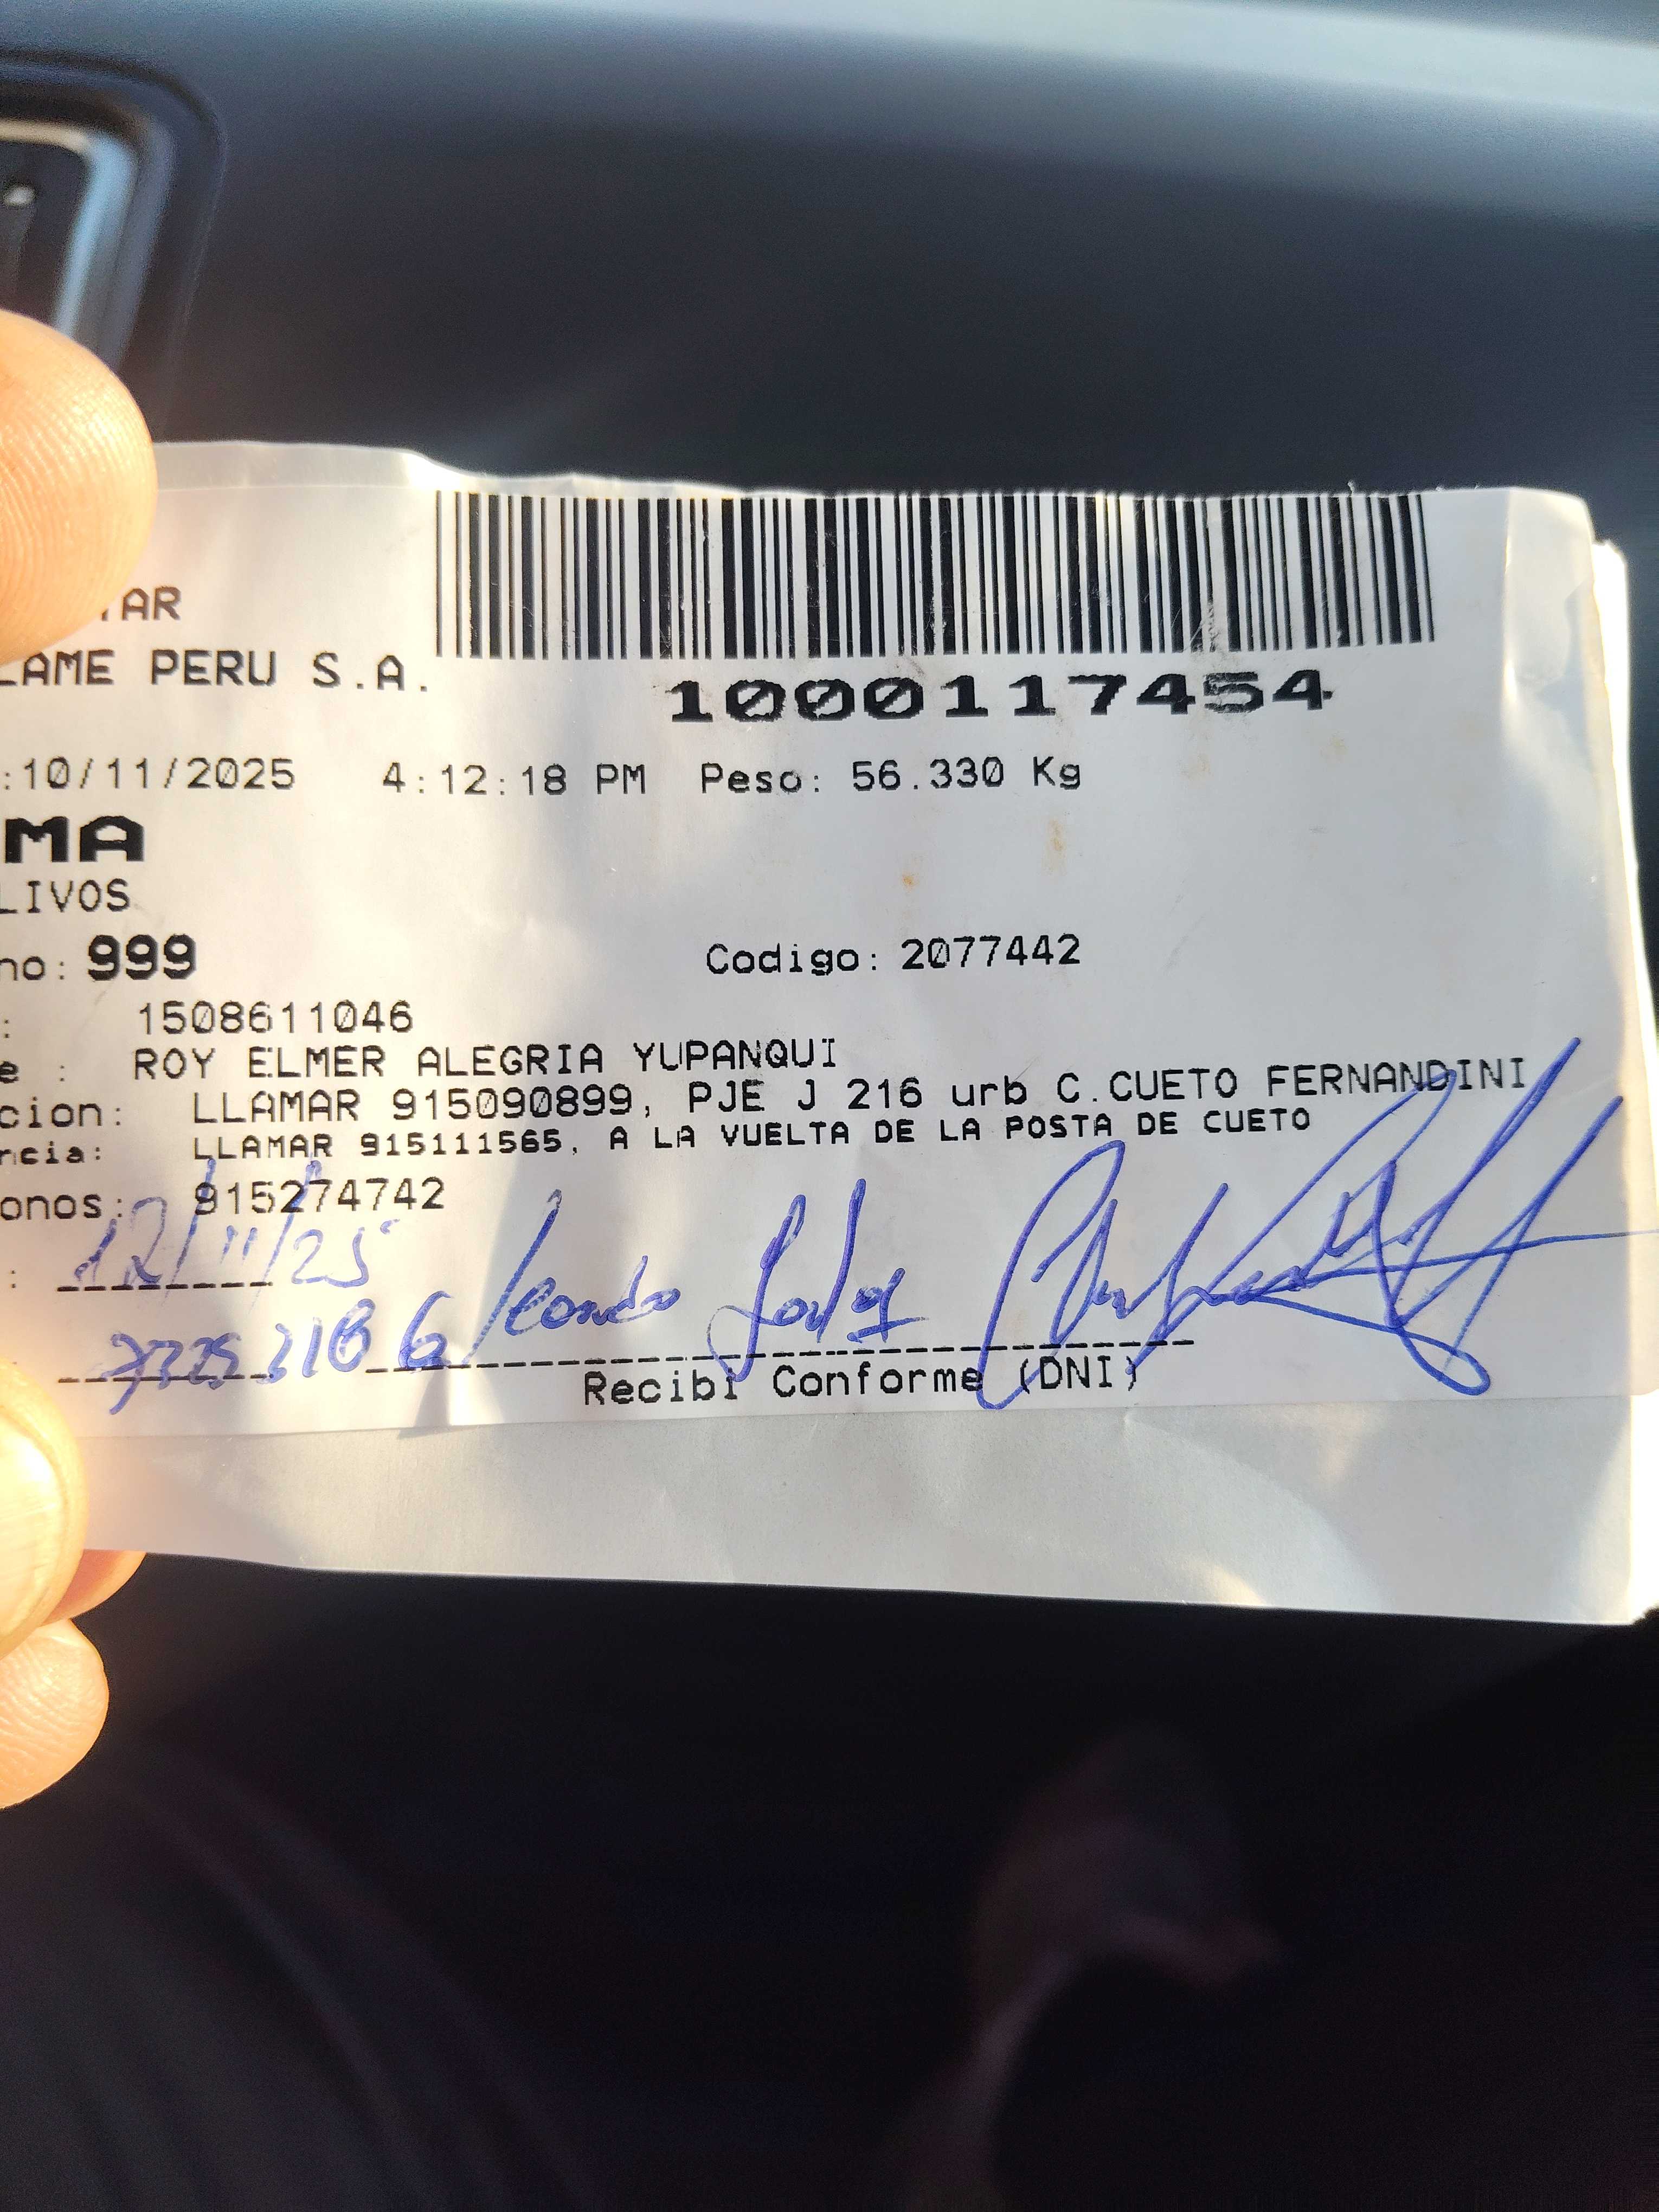 TAR
LAME PERU S.A.
1000117454
:10/11/2025 4:12:18 PM Peso: 56.330 Kg
MA
LIVOS
no: 999 Codigo: 2077442
: 1508611046
e : ROY ELMER ALEGRIA YUPANQUI
cion: LLAMAR 915090899, PJE J 216 urb C.CUETO FERNANDINI
ncia: LLAMAR 915111565, A LA VUELTA DE LA POSTA DE CUETO
onos: 915274742
: 12/11/25
Recibi Conforme (DNI)